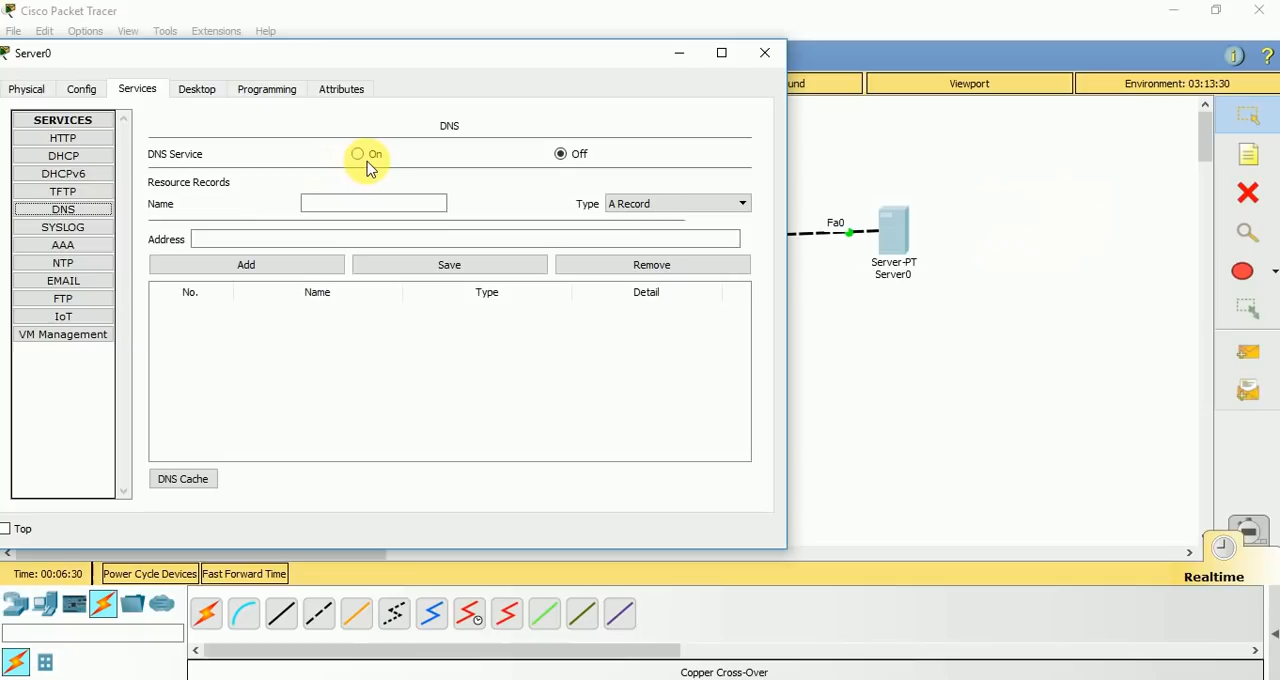 Cisco Packet Tracer
File Edit Options View Tools Extensions Help
Server0
Physical Config Services Desktop Programming Attributes
und Viewport Environment: 03:13:30
SERVICES
HTTP
DHCP
DHCPv6
TFTP
DNS
SYSLOG
AAA
NTP
EMAIL
FTP
IoT
VM Management
DNS
DNS Service On Off
Resource Records
Name Type A Record
Address
Add Save Remove
No. Name Type Detail
DNS Cache
Top
Fa0
Server-PT
Server0
Time: 00:06:30 Power Cycle Devices Fast Forward Time
Realtime
Copper Cross-Over